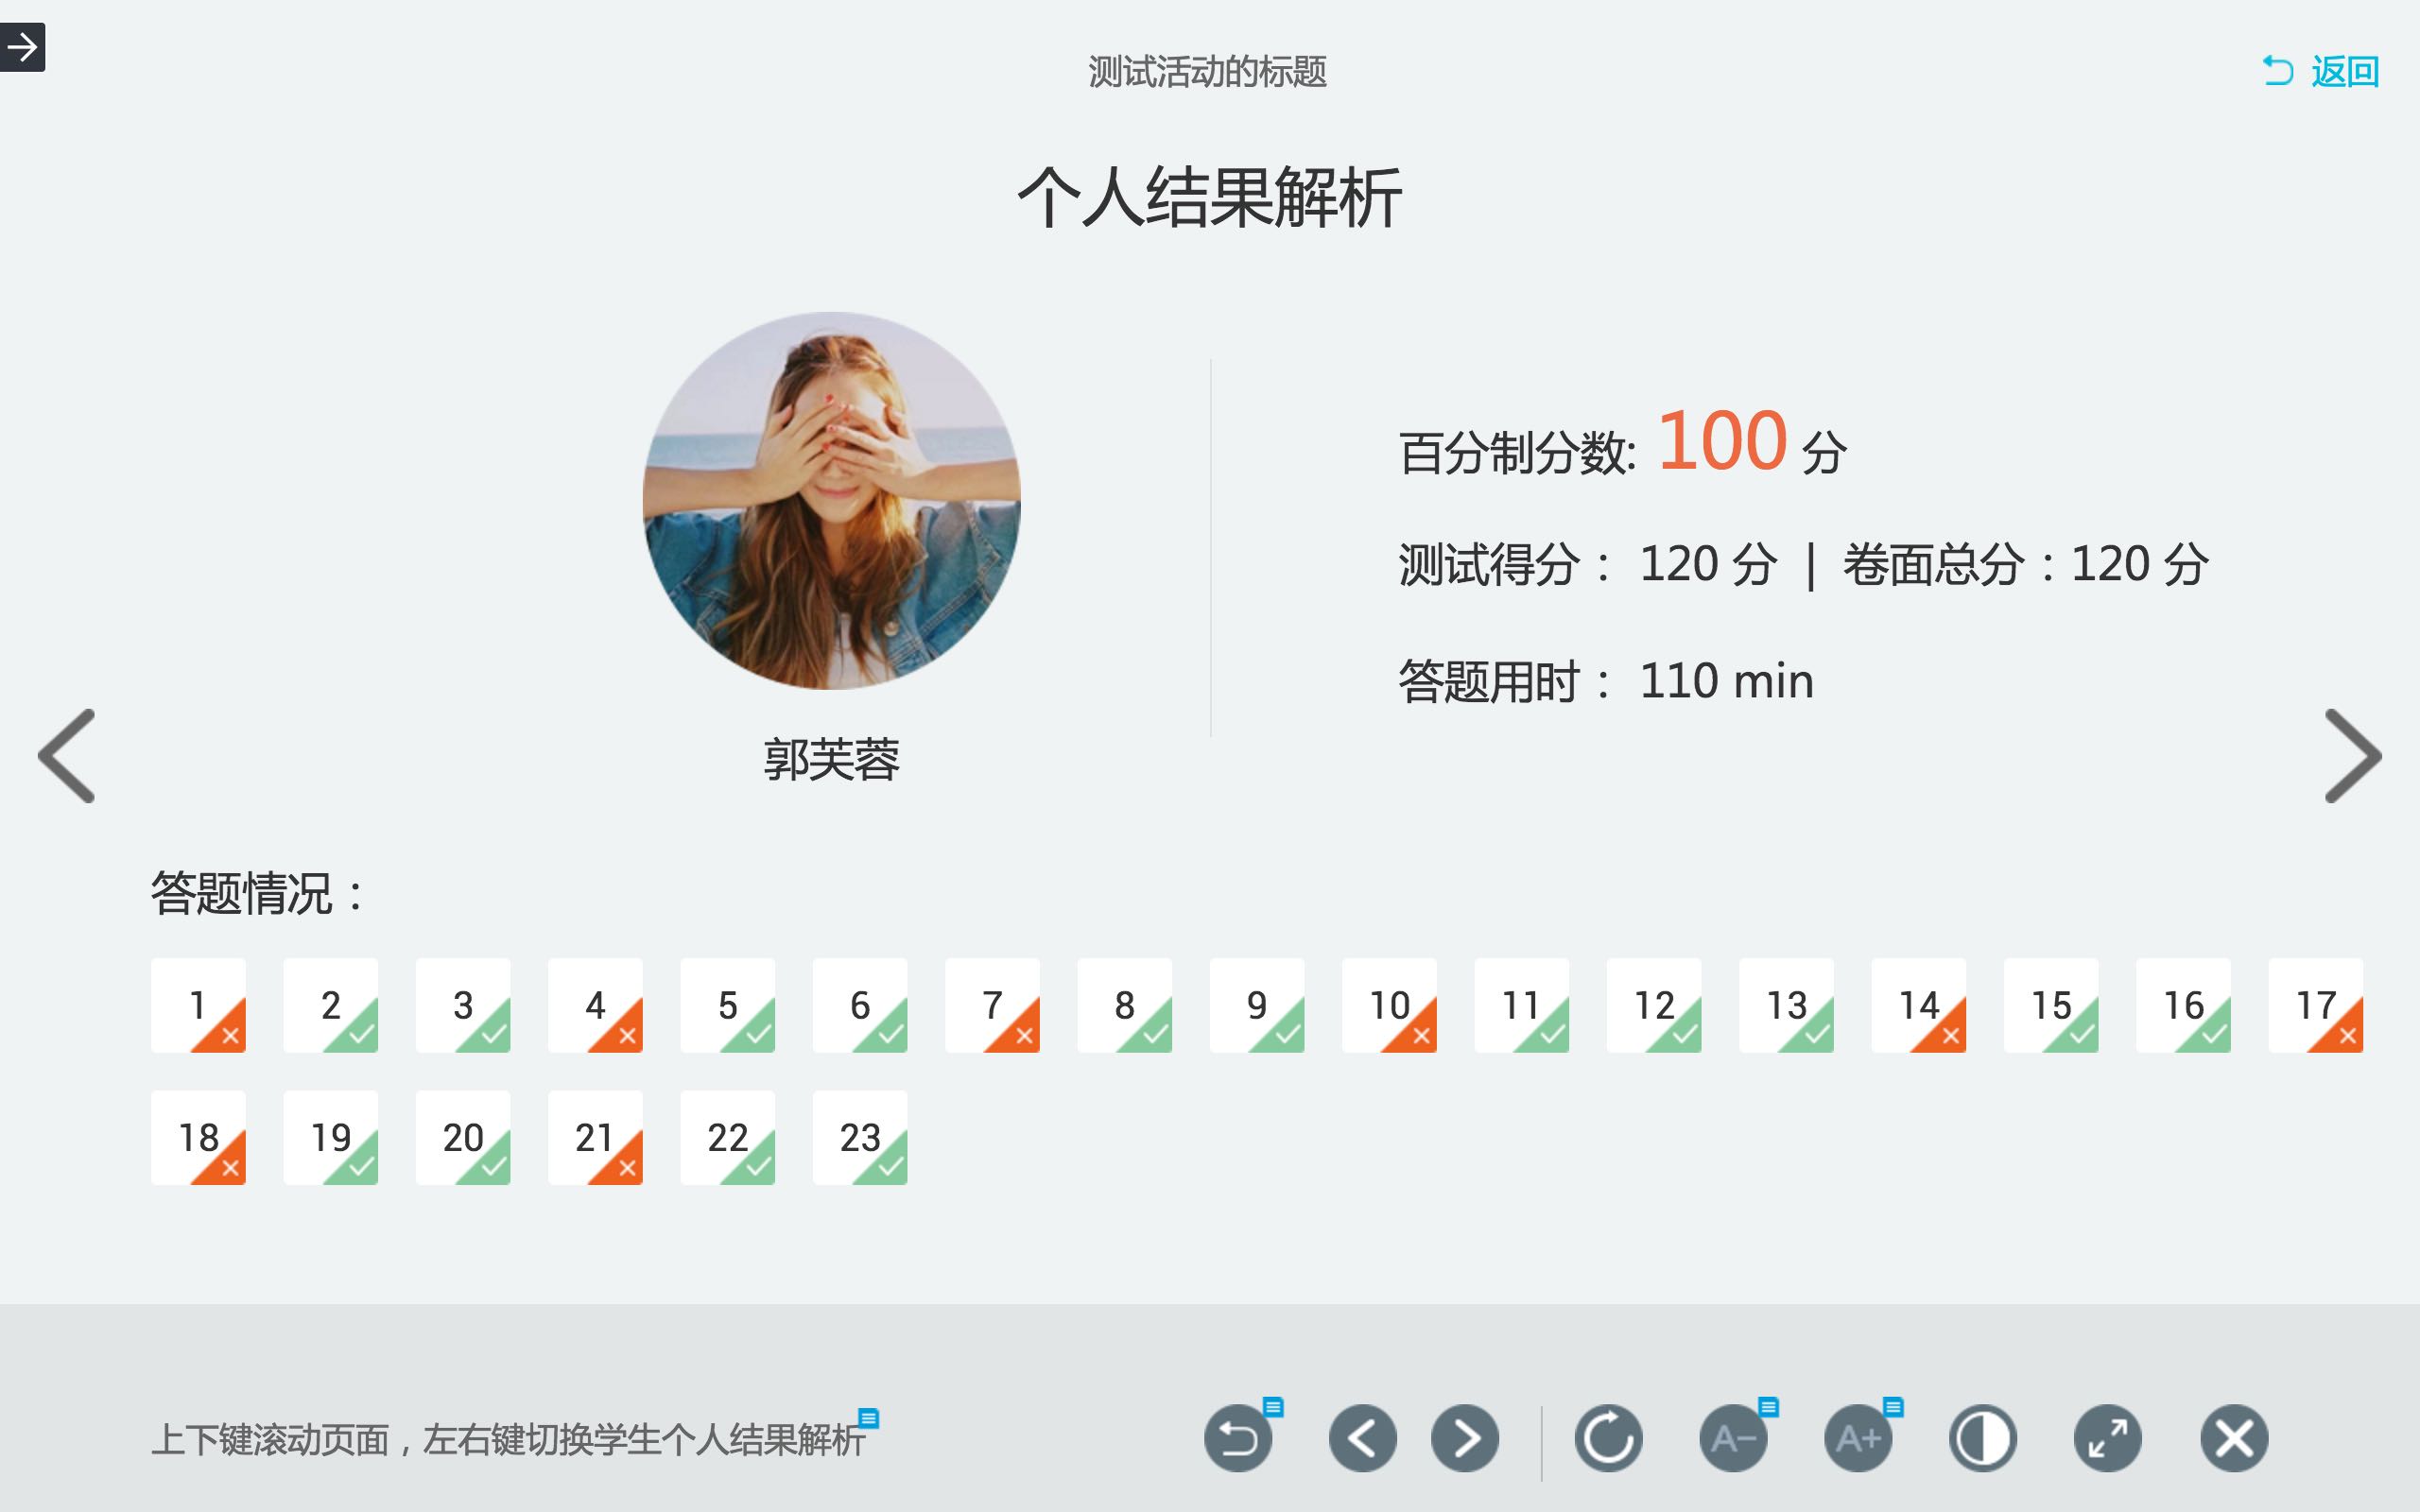 测试活动的标题
返回
个人结果解析
百分制分数: 100 分
测试得分： 120 分 | 卷面总分：120 分
答题用时： 110 min
郭芙蓉
答题情况：
1 2 3 4 5 6 7 8 9 10 11 12 13 14 15 16 17
18 19 20 21 22 23
上下键滚动页面，左右键切换学生个人结果解析
A− A+